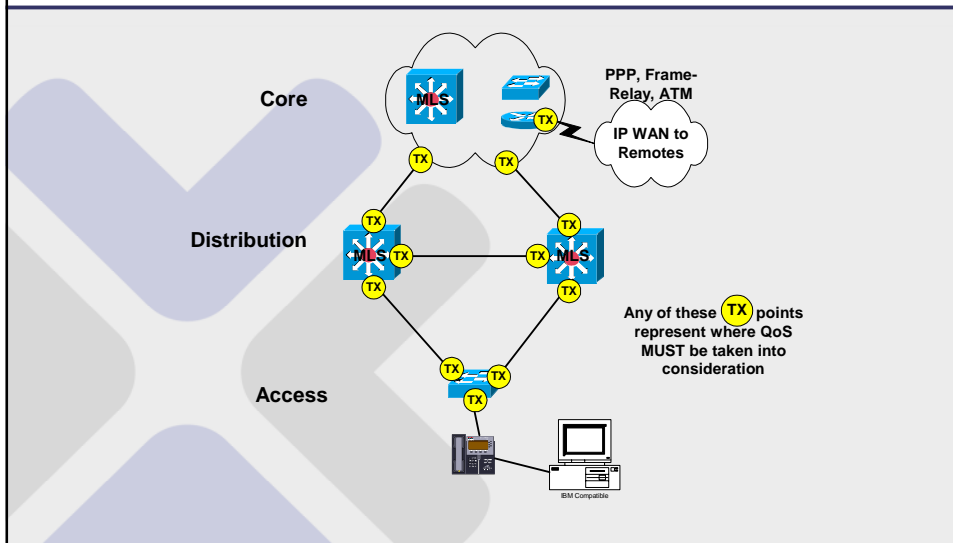 Core
MLS
TX
PPP, Frame-
Relay, ATM
IP WAN to
Remotes
TX
TX
Distribution
TX
TX
MLS
TX
TX
MLS
TX
TX
Any of these TX points
represent where QoS
MUST be taken into
consideration
Access
TX
TX
TX
IBM Compatible